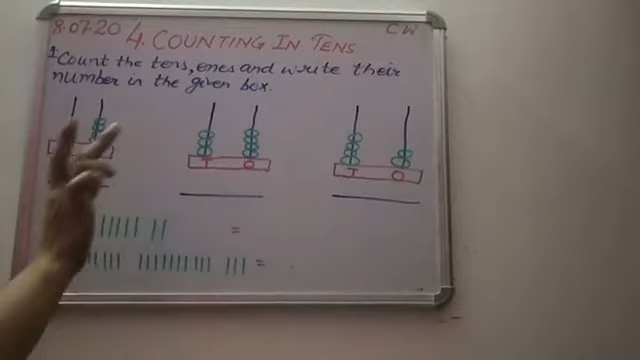 8.07.20 4. COUNTING IN TENS CW
1. Count the tens, ones and write their
number in the given box.
T O T O
=
=